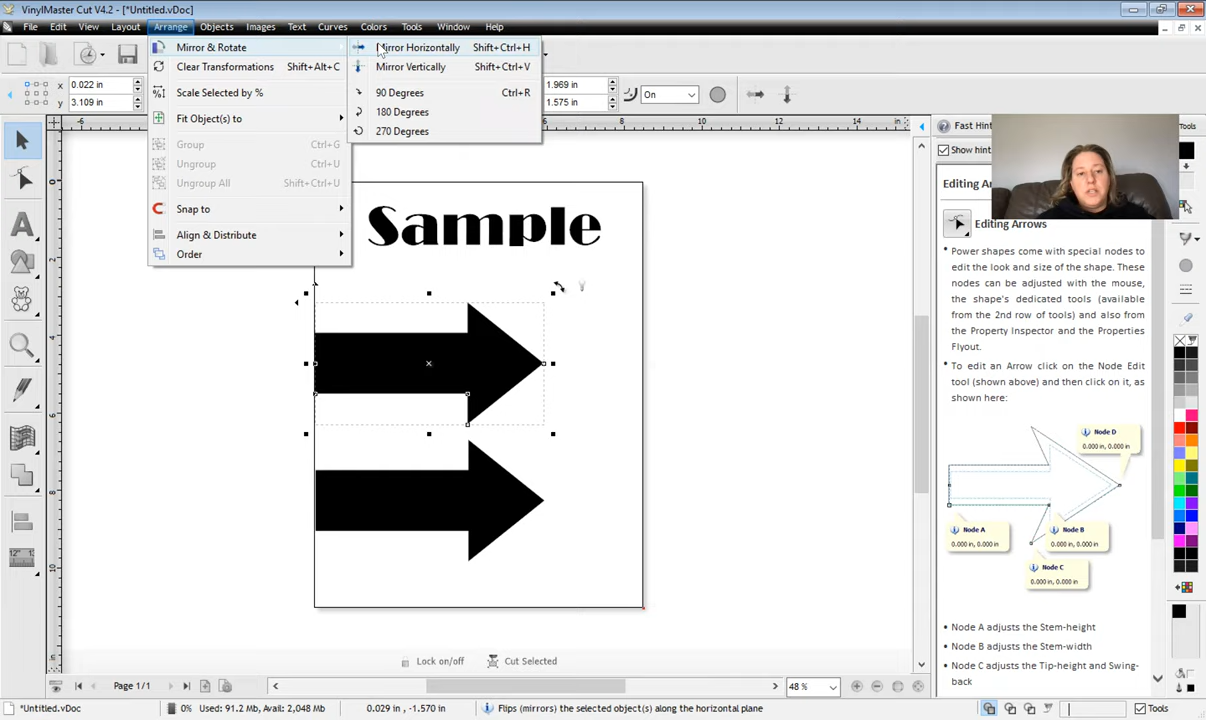 VinylMaster Cut V4.2 - [*Untitled.vDoc]
File Edit View Layout Arrange Objects Images Text Curves Colors Tools Window Help
Mirror & Rotate
Clear Transformations Shift+Alt+C
Scale Selected by %
Fit Object(s) to
Group Ctrl+G
Ungroup Ctrl+U
Ungroup All Shift+Ctrl+U
Snap to
Align & Distribute
Order
Mirror Horizontally Shift+Ctrl+H
Mirror Vertically Shift+Ctrl+V
90 Degrees Ctrl+R
180 Degrees
270 Degrees
x 0.022 in
y 3.109 in
1.969 in
1.575 in
On
Fast Hin
Tools
Show hin
Editing Ar
Editing Arrows
Sample
• Power shapes come with special nodes to
edit the look and size of the shape. These
nodes can be adjusted with the mouse,
the shape's dedicated tools (available
from the 2nd row of tools) and also from
the Property Inspector and the Properties
Flyout.
• To edit an Arrow click on the Node Edit
tool (shown above) and then click on it, as
shown here:
Node D
0.000 in, 0.000 in
Node A
0.000 in, 0.000 in
Node B
0.000 in, 0.000 in
Node C
0.000 in, 0.000 in
• Node A adjusts the Stem-height
• Node B adjusts the Stem-width
• Node C adjusts the Tip-height and Swing-
back
Lock on/off Cut Selected
Page 1/1
48 %
*Untitled.vDoc
0% Used: 91.2 Mb, Avail: 2,048 Mb
0.029 in , -1.570 in
Flips (mirrors) the selected object(s) along the horizontal plane
Tools